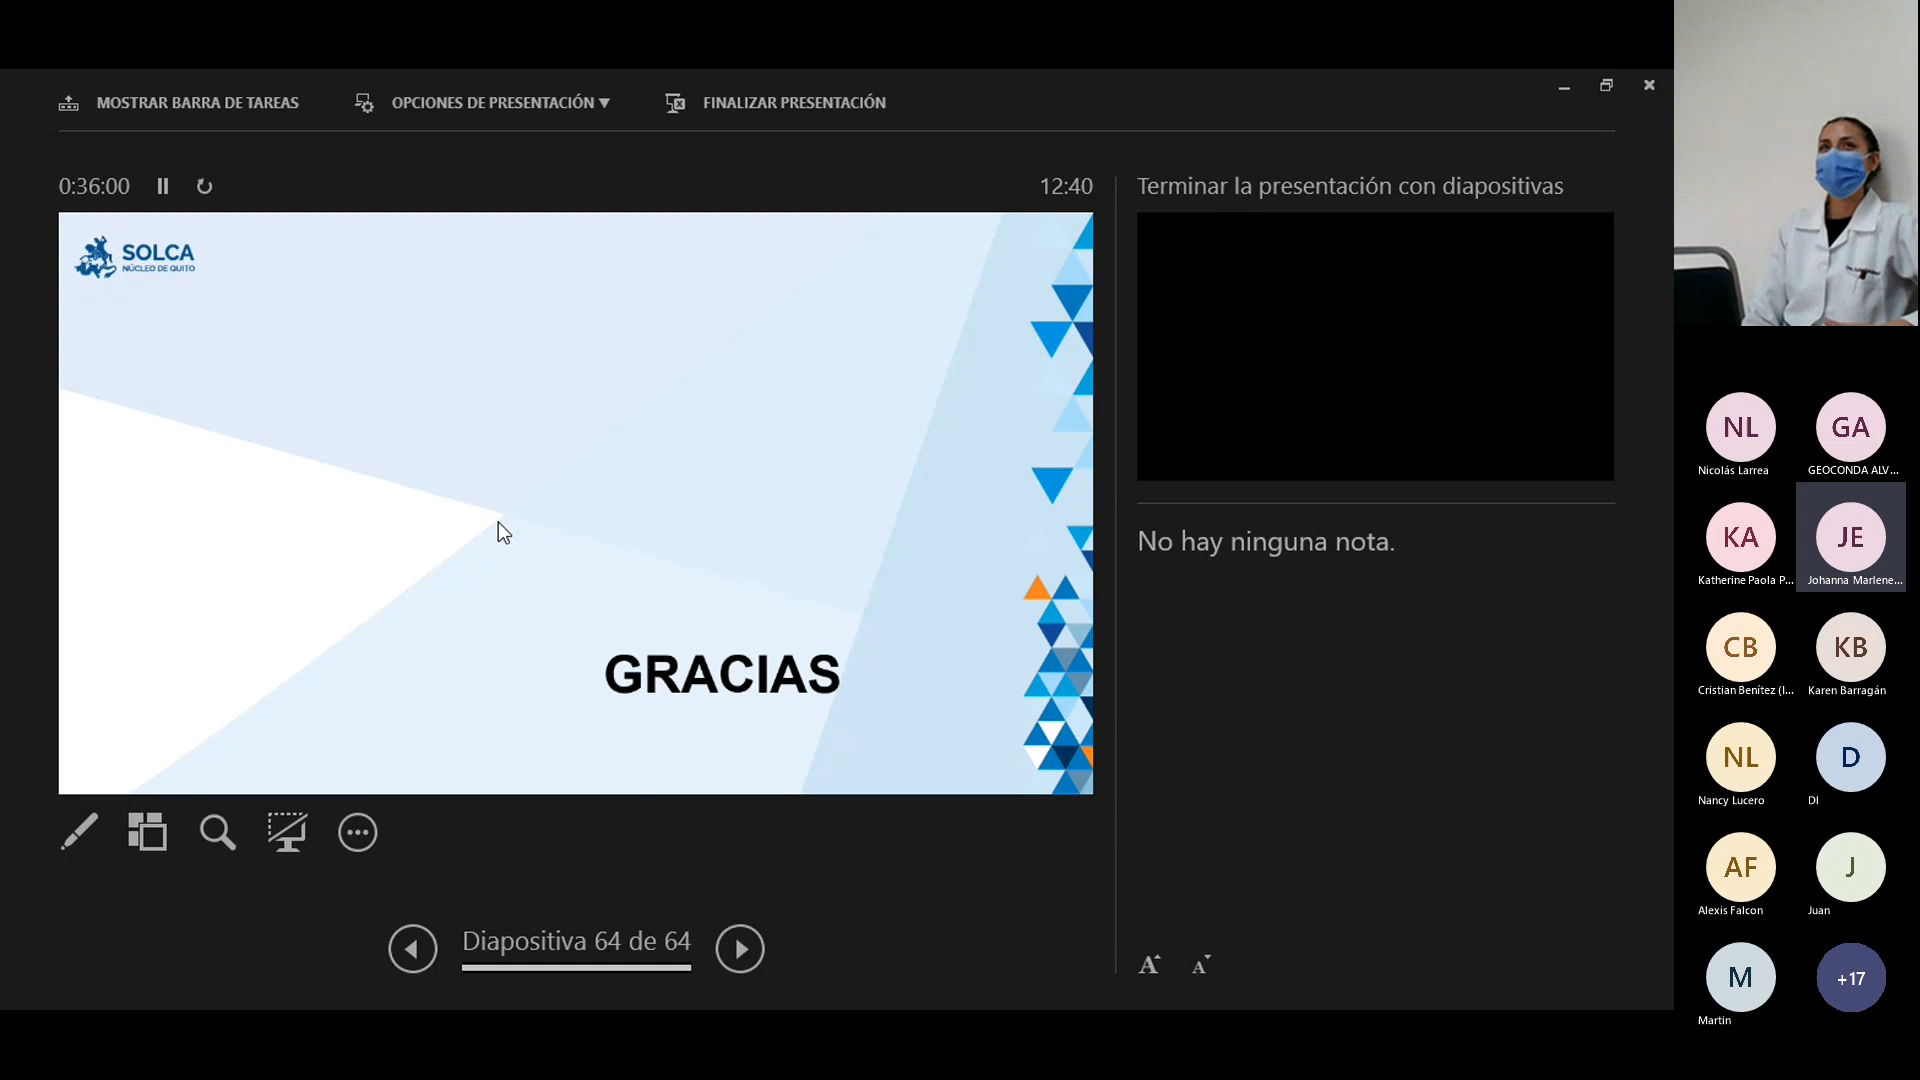 MOSTRAR BARRA DE TAREAS
OPCIONES DE PRESENTACIÓN ▼
FINALIZAR PRESENTACIÓN
0:36:00
12:40
Terminar la presentación con diapositivas
SOLCA
NÚCLEO DE QUITO
GRACIAS
No hay ninguna nota.
Diapositiva 64 de 64
A
A
NL
Nicolás Larrea
GA
GEOCONDA ALV...
KA
Katherine Paola P...
JE
Johanna Marlene...
CB
Cristian Benítez (I...
KB
Karen Barragán
NL
Nancy Lucero
D
DI
AF
Alexis Falcon
J
Juan
M
Martin
+17